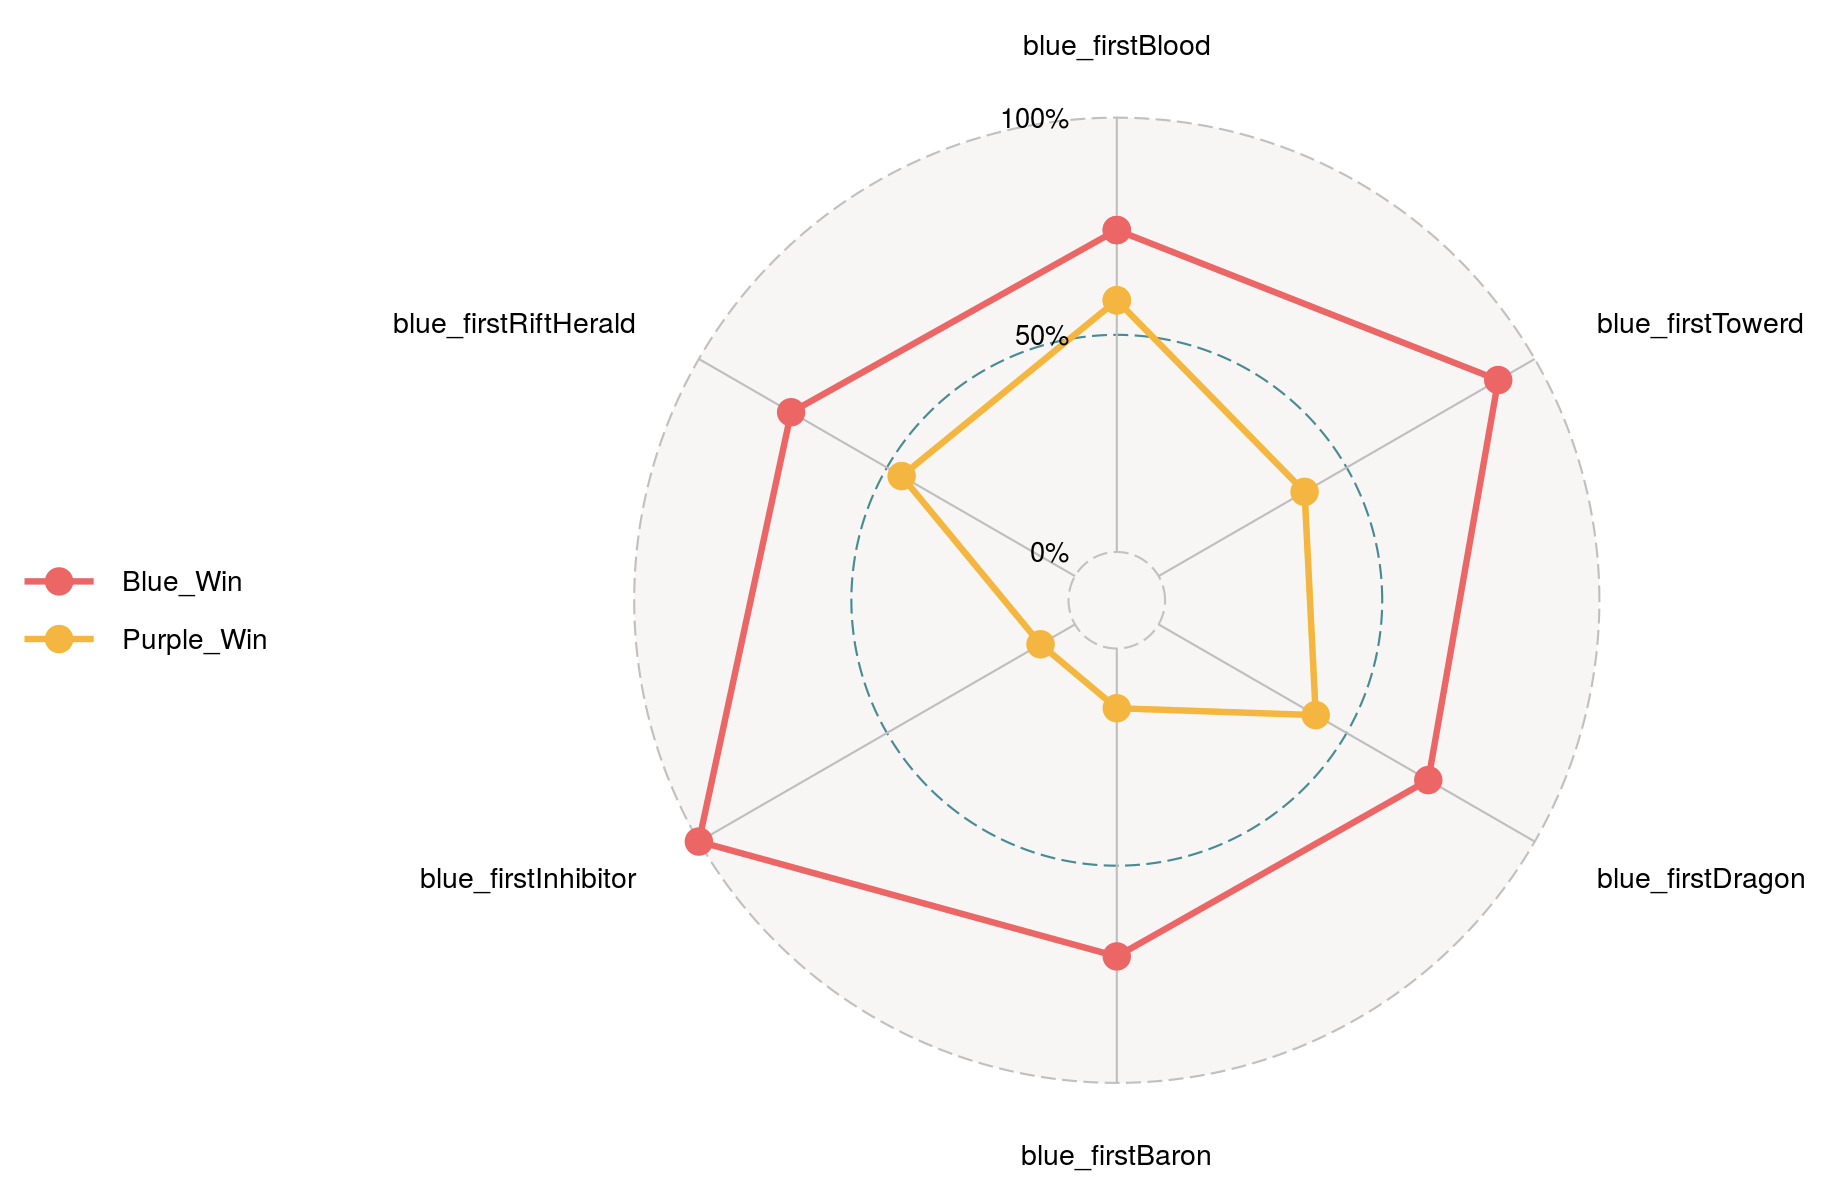 blue_firstBlood
100%
blue_firstRiftHerald
50%
blue_firstTowerd
0%
Blue_Win
Purple_Win
blue_firstInhibitor
blue_firstDragon
blue_firstBaron